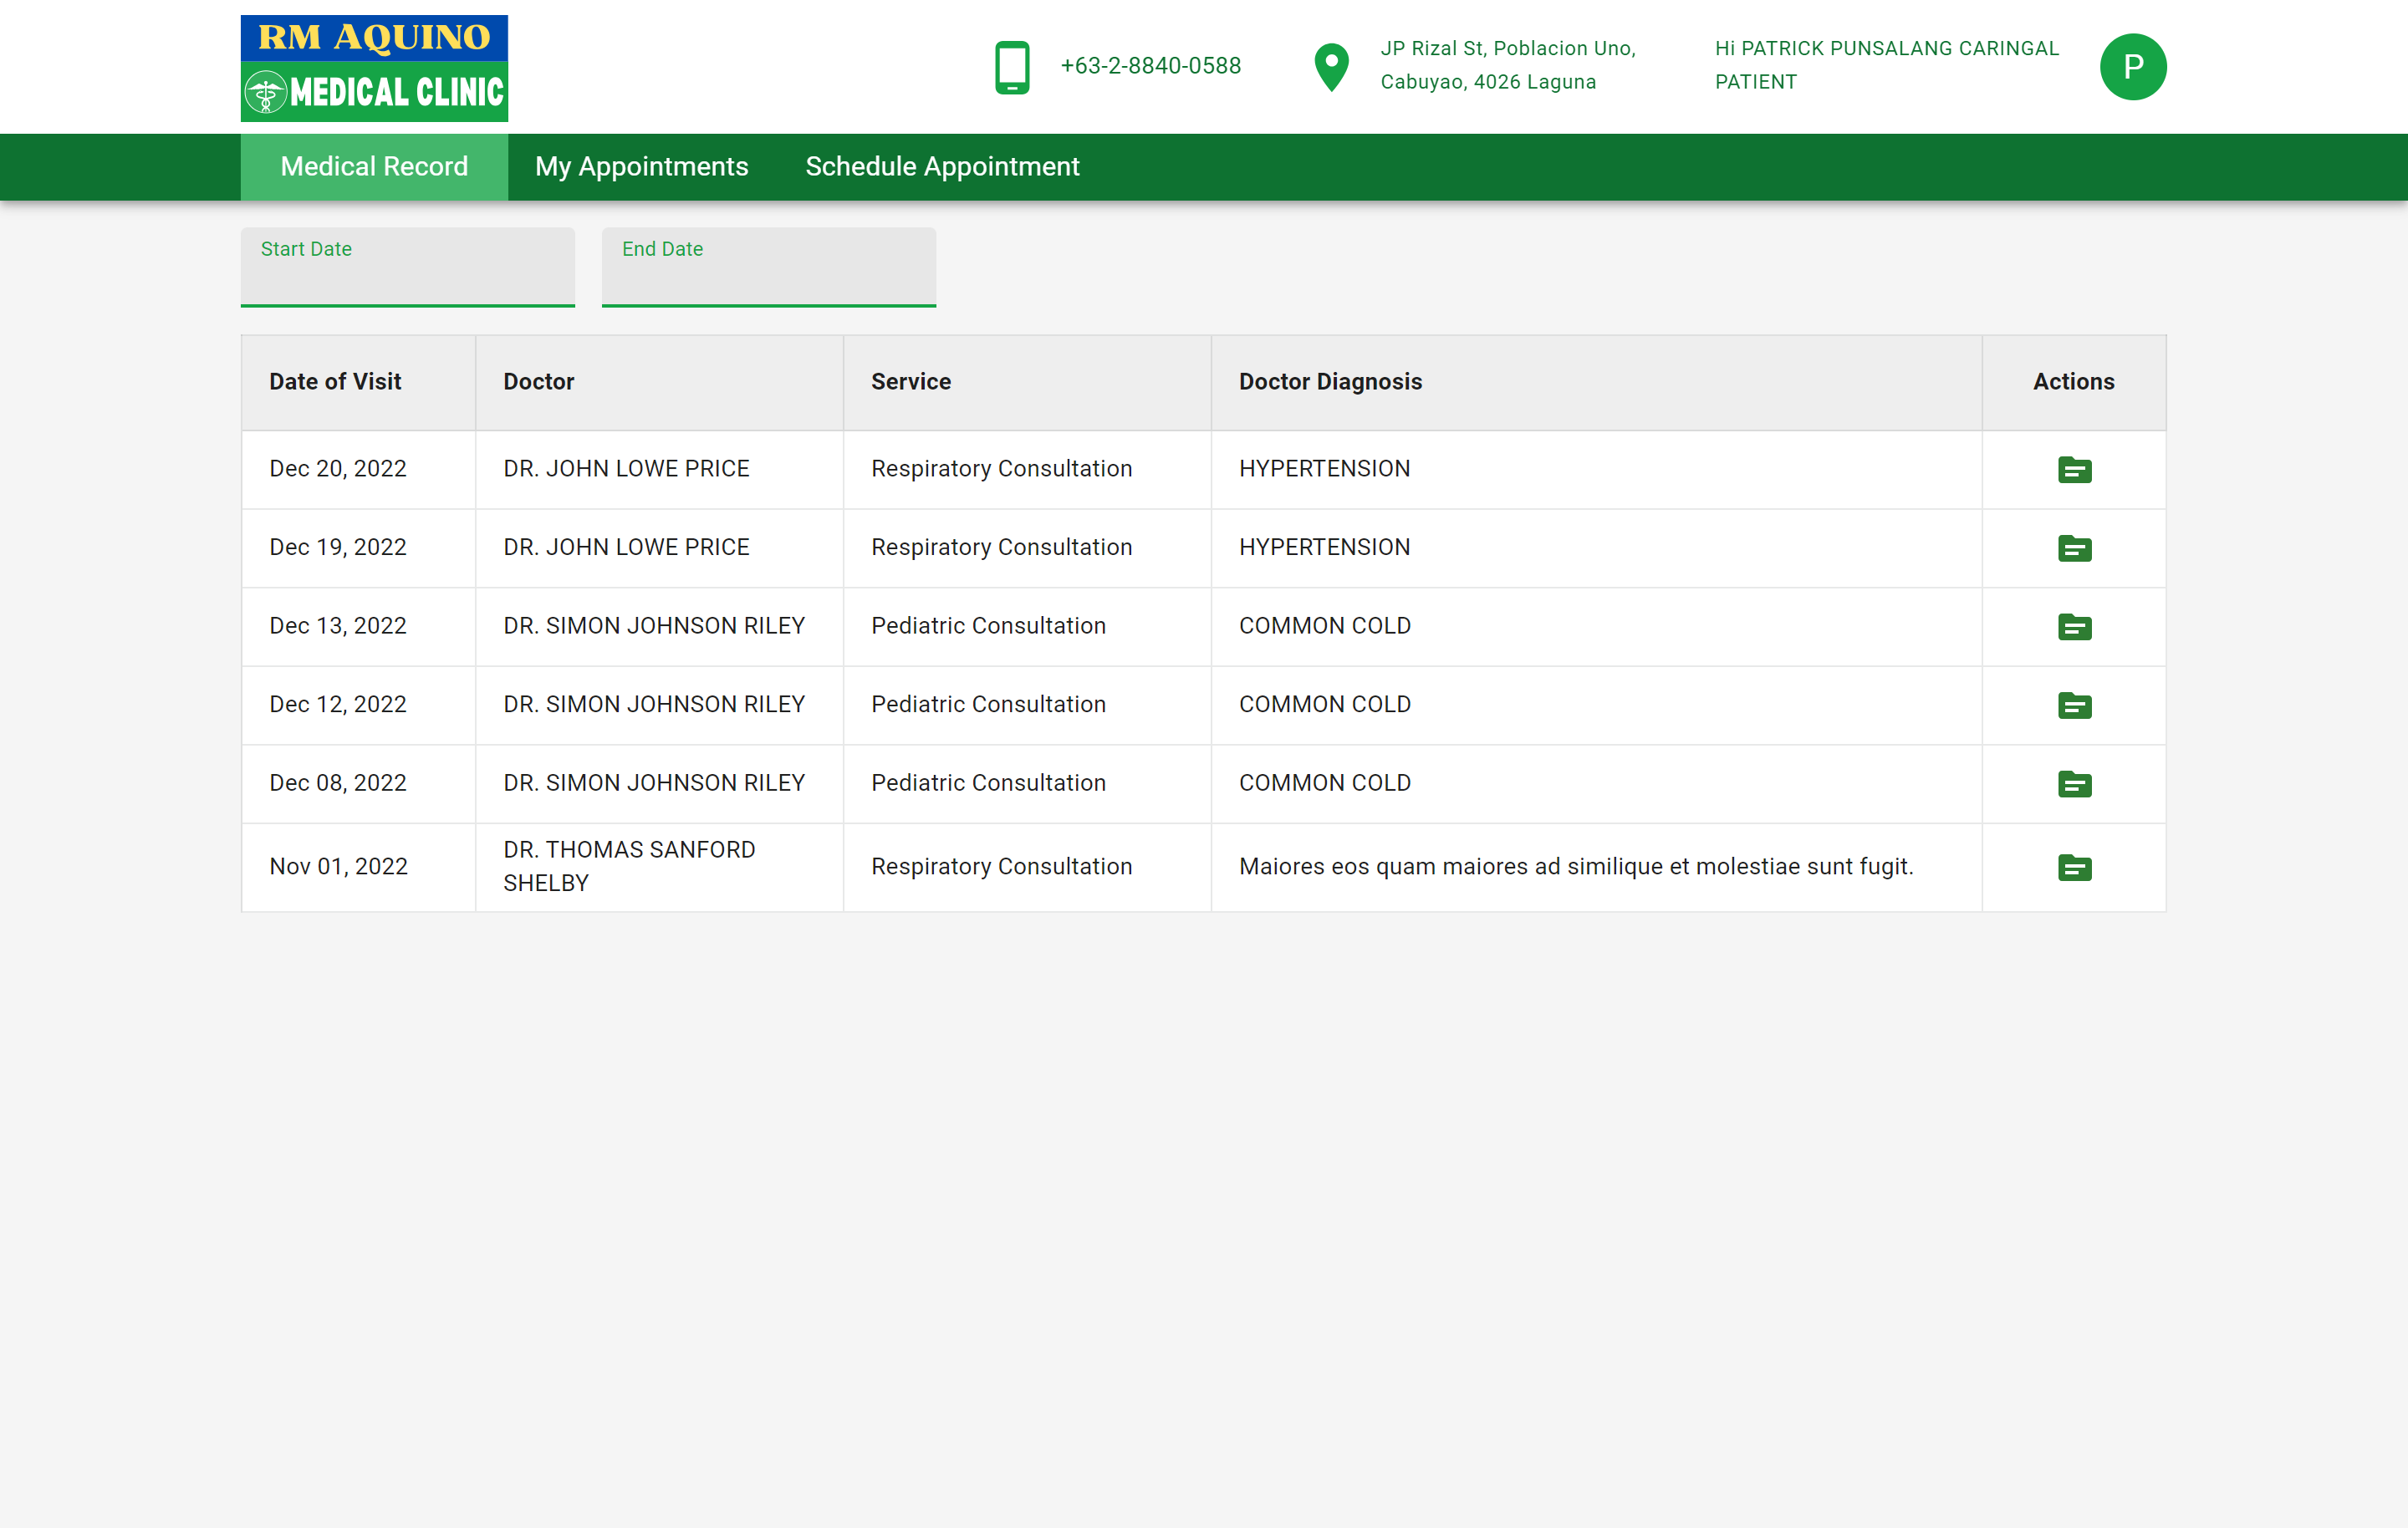 RM AQUINO
MEDICAL CLINIC
+63-2-8840-0588
JP Rizal St, Poblacion Uno,
Cabuyao, 4026 Laguna
Hi PATRICK PUNSALANG CARINGAL
PATIENT
P
Medical Record My Appointments Schedule Appointment
Start Date End Date
Date of Visit Doctor Service Doctor Diagnosis Actions
Dec 20, 2022 DR. JOHN LOWE PRICE Respiratory Consultation HYPERTENSION
Dec 19, 2022 DR. JOHN LOWE PRICE Respiratory Consultation HYPERTENSION
Dec 13, 2022 DR. SIMON JOHNSON RILEY Pediatric Consultation COMMON COLD
Dec 12, 2022 DR. SIMON JOHNSON RILEY Pediatric Consultation COMMON COLD
Dec 08, 2022 DR. SIMON JOHNSON RILEY Pediatric Consultation COMMON COLD
Nov 01, 2022 DR. THOMAS SANFORD
SHELBY Respiratory Consultation Maiores eos quam maiores ad similique et molestiae sunt fugit.